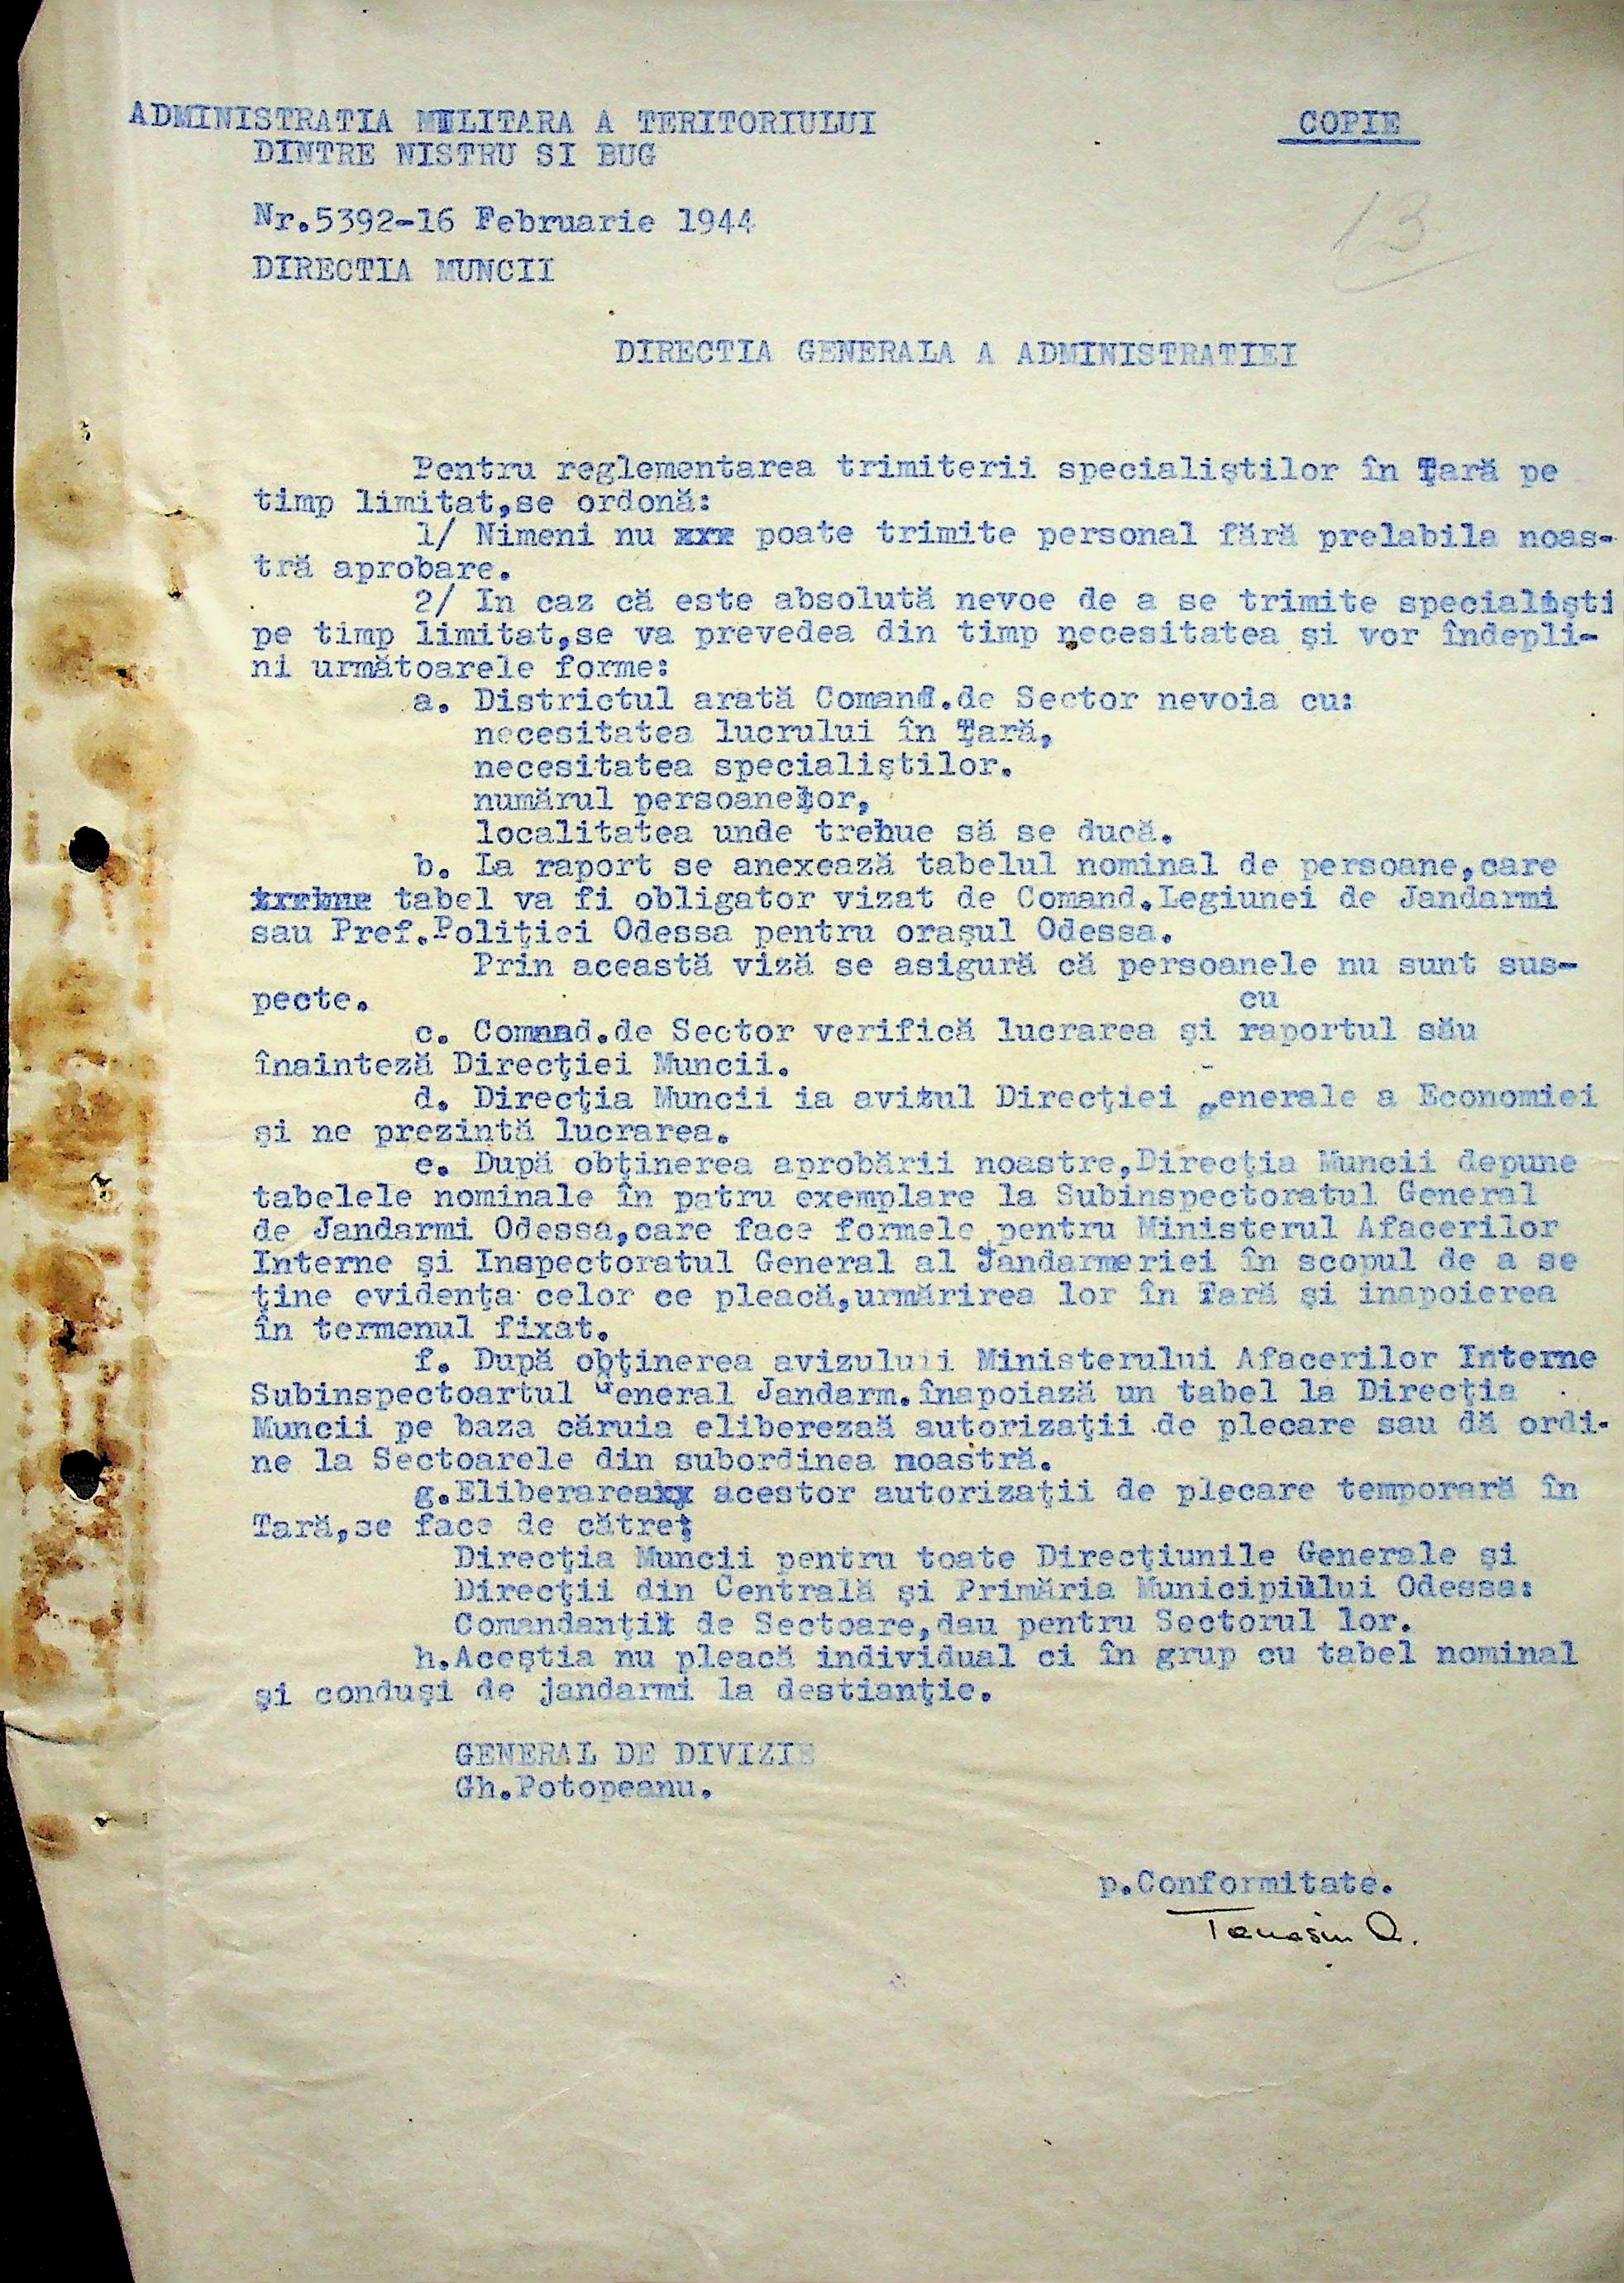 ADMINISTRATIA MILITARA A TERITORIULUI
DINTRE NISTRU SI BUG
COPIE
13
Nr.5392-16 Februarie 1944
DIRECTIA MUNCII
DIRECTIA GENERALA A ADMINISTRATIEI
Pentru reglementarea trimiterii specialiştilor în Ţară pe
timp limitat,se ordonă:
1/ Nimeni nu xxx poate trimite personal fără prelabila noas-
tră aprobare.
2/ In caz că este absolută nevoe de a se trimite specialişti
pe timp limitat,se va prevedea din timp necesitatea şi vor îndepli-
ni următoarele forme:
a. Districtul arată Comand.de Sector nevoia cu:
necesitatea lucrului în Ţară,
necesitatea specialiştilor.
numărul persoanelor,
localitatea unde trebue să se ducă.
b. La raport se anexează tabelul nominal de persoane,care
tabel va fi obligator vizat de Comand.Legiunei de Jandarmi
sau Pref.Poliţiei Odessa pentru oraşul Odessa.
Prin această viză se asigură că persoanele nu sunt sus-
pecte.
cu
c. Comand.de Sector verifică lucrarea şi raportul său
înainteză Direcţiei Muncii.
d. Direcţia Muncii ia avizul Direcţiei Generale a Economiei
şi ne prezintă lucrarea.
e. După obţinerea aprobării noastre,Direcţia Muncii depune
tabelele nominale în patru exemplare la Subinspectoratul General
de Jandarmi Odessa,care face formele pentru Ministerul Afacerilor
Interne şi Inspectoratul General al Jandarmeriei în scopul de a se
ţine evidenţa celor ce pleacă,urmărirea lor în Ţară şi inapoierea
în termenul fixat.
f. După obţinerea avizului Ministerului Afacerilor Interne
Subinspectoartul General Jandarm.înapoiază un tabel la Direcţia
Muncii pe baza căruia eliberezaă autorizaţii de plecare sau dă ordi-
ne la Sectoarele din subordinea noastră.
g.Eliberareaxx acestor autorizaţii de plecare temporară în
Tară,se face de către:
Direcţia Muncii pentru toate Direcţiunile Generale şi
Direcţii din Centrală şi Primăria Municipiului Odessa:
Comandanţii de Sectoare,dau pentru Sectorul lor.
h.Aceştia nu pleacă individual ci în grup cu tabel nominal
şi conduşi de jandarmi la destianţie.
GENERAL DE DIVIZIE
Gh.Potopeanu.
p.Conformitate.